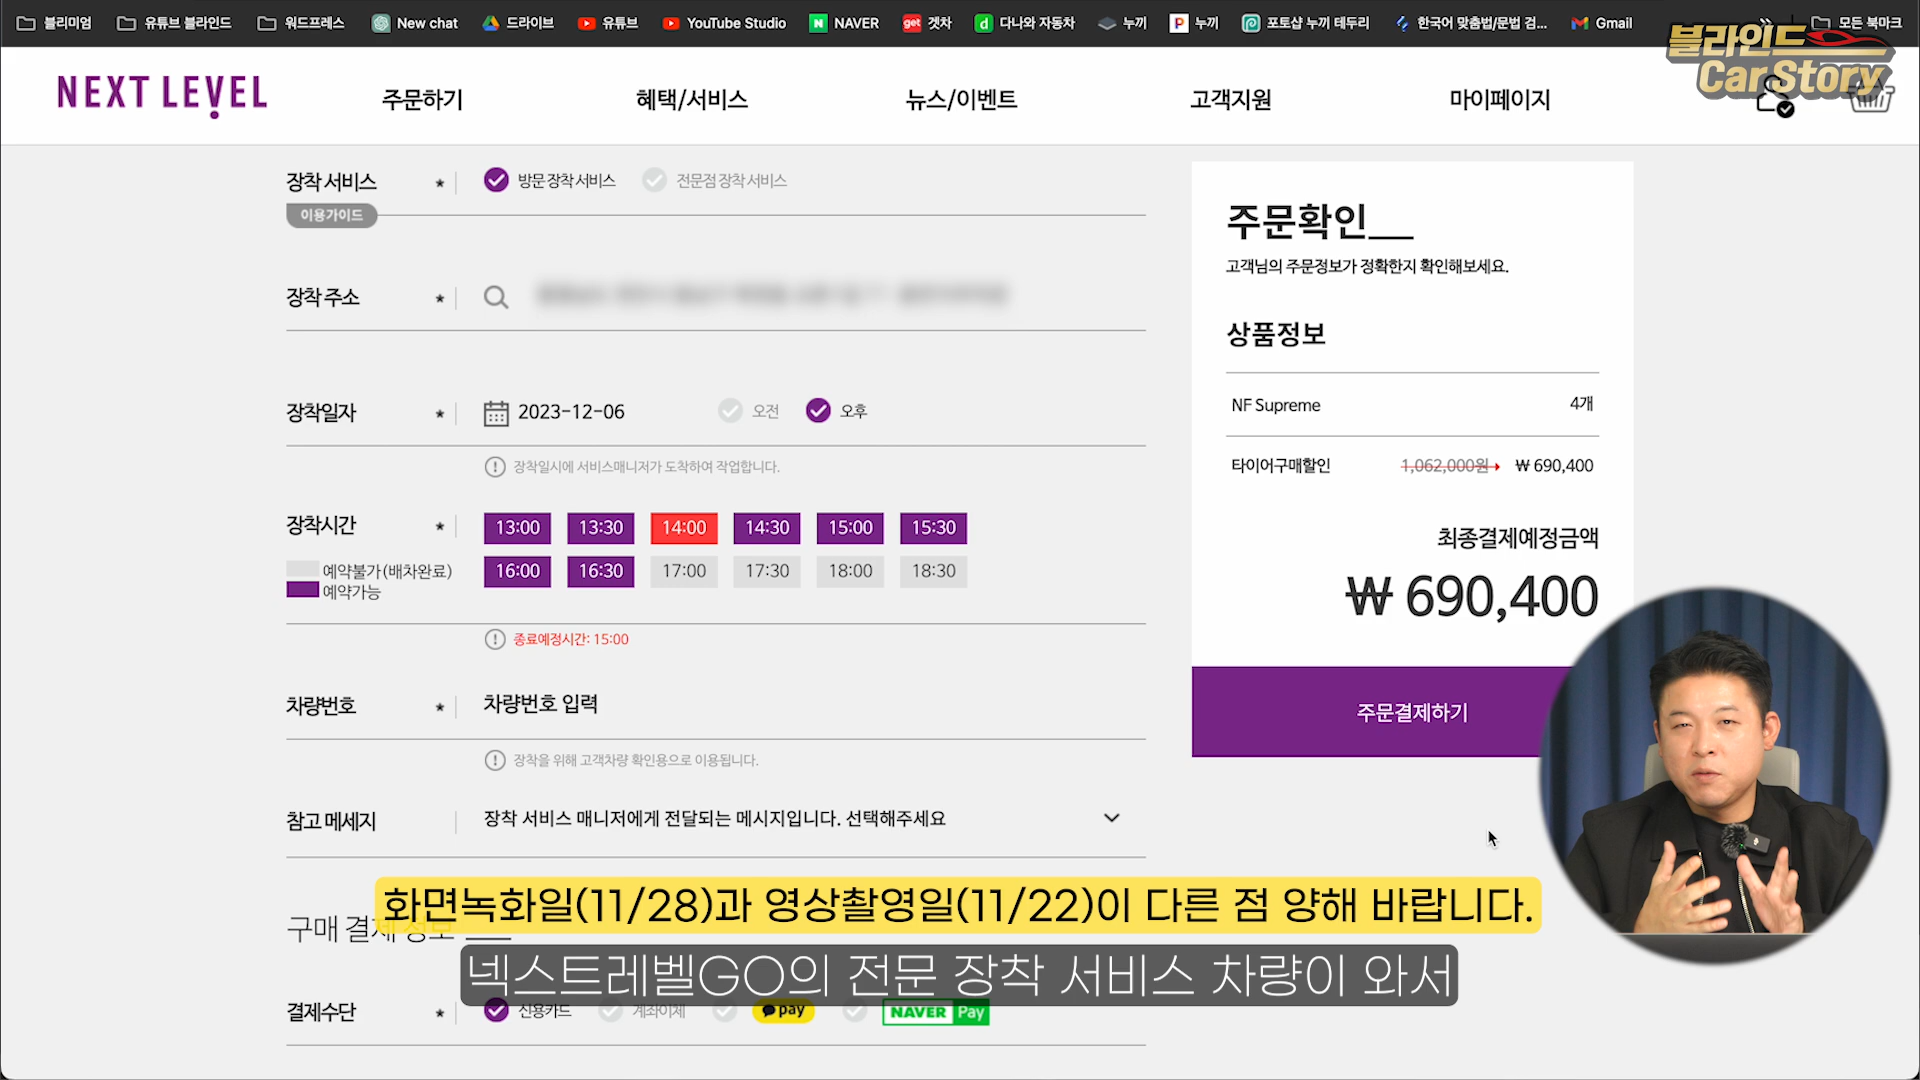 블리미엄 유튜브 블라인드 워드프레스 New chat 드라이브 유튜브 YouTube Studio NAVER 겟차 다나와 자동차 누끼 누끼 포토샵 누끼 테두리 한국어 맞춤법/문법 검... Gmail 모든 북마크
블라인드
CarStory
NEXT LEVEL 주문하기 혜택/서비스 뉴스/이벤트 고객지원 마이페이지
장착 서비스 * 방문 장착 서비스 전문점 장착 서비스
이용가이드
장착 주소 *
장착일자 * 2023-12-06 오전 오후
장착일시에 서비스매니저가 도착하여 작업합니다.
장착시간 * 13:00 13:30 14:00 14:30 15:00 15:30
예약불가(배차완료) 16:00 16:30 17:00 17:30 18:00 18:30
예약가능
종료예정시간: 15:00
차량번호 * 차량번호 입력
장착을 위해 고객차량 확인용으로 이용됩니다.
참고 메세지 장착 서비스 매니저에게 전달되는 메시지입니다. 선택해주세요
구매 결제 정보
결제수단 * 신용카드 계좌이체 pay NAVER Pay
주문확인__
고객님의 주문정보가 정확한지 확인해보세요.
상품정보
NF Supreme 4개
타이어구매할인 1,062,000원 ₩ 690,400
최종결제예정금액
₩ 690,400
주문결제하기
화면녹화일(11/28)과 영상촬영일(11/22)이 다른 점 양해 바랍니다.
넥스트레벨GO의 전문 장착 서비스 차량이 와서